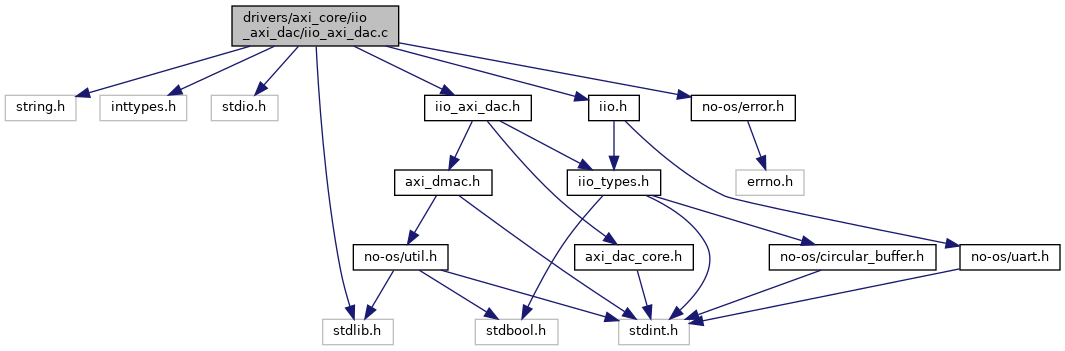 drivers/axi_core/iio
_axi_dac/iio_axi_dac.c
string.h
inttypes.h
stdio.h
iio_axi_dac.h
iio.h
no-os/error.h
axi_dmac.h
iio_types.h
errno.h
no-os/util.h
axi_dac_core.h
no-os/circular_buffer.h
no-os/uart.h
stdlib.h
stdbool.h
stdint.h